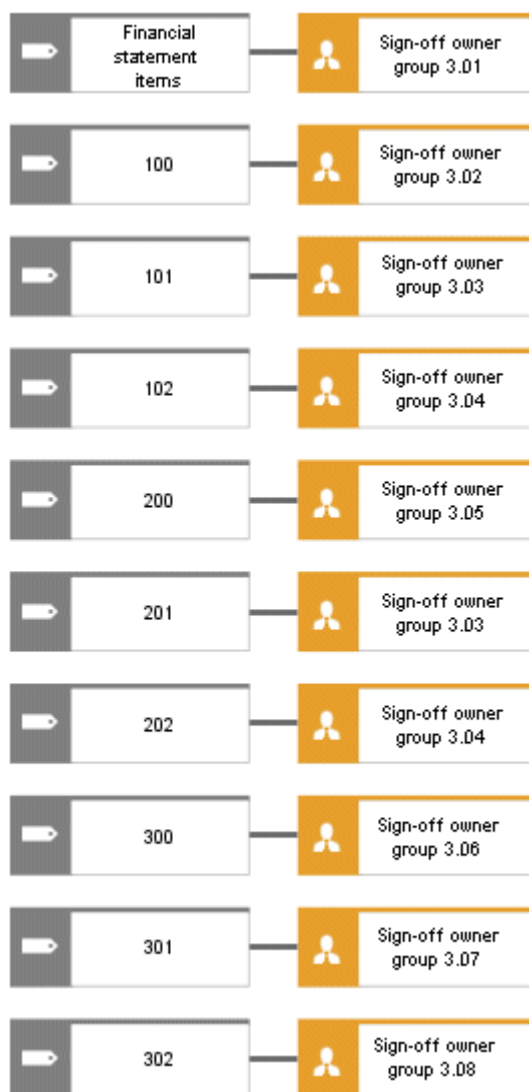 Financial
statement
items
Sign-off owner
group 3.01
100
Sign-off owner
group 3.02
101
Sign-off owner
group 3.03
102
Sign-off owner
group 3.04
200
Sign-off owner
group 3.05
201
Sign-off owner
group 3.03
202
Sign-off owner
group 3.04
300
Sign-off owner
group 3.06
301
Sign-off owner
group 3.07
302
Sign-off owner
group 3.08